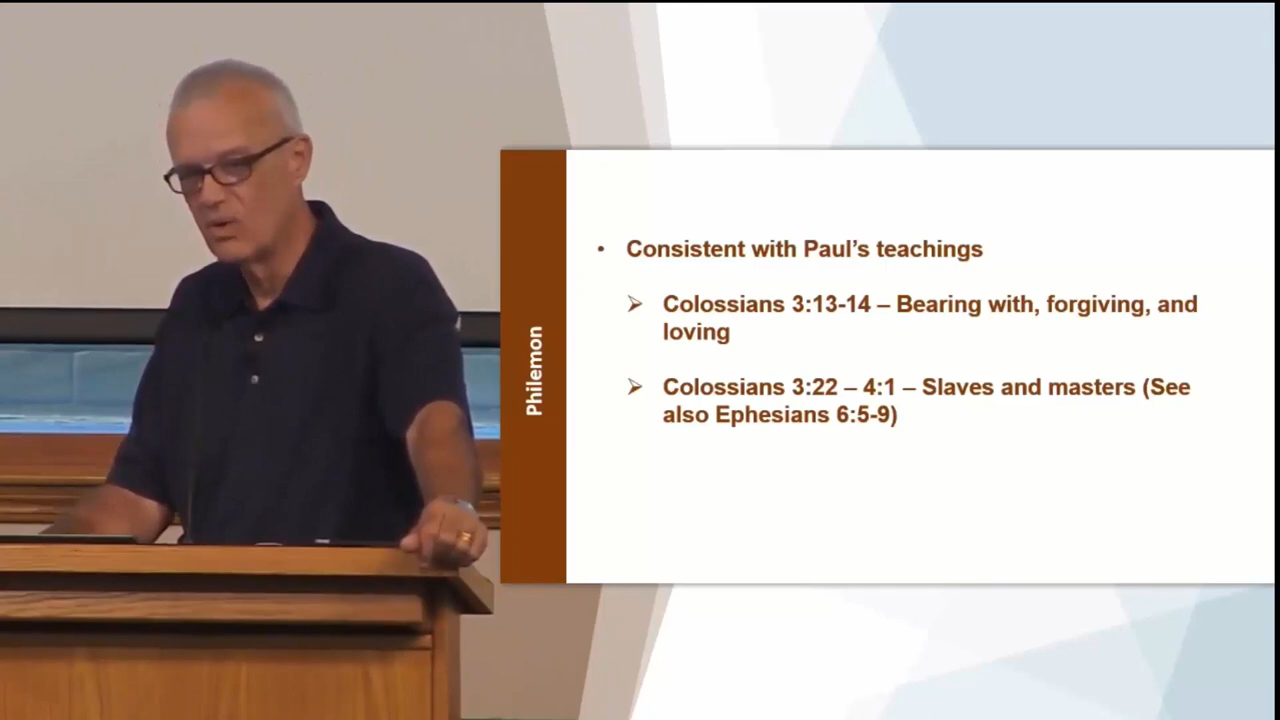 Philemon
• Consistent with Paul’s teachings
➢ Colossians 3:13-14 – Bearing with, forgiving, and
loving
➢ Colossians 3:22 – 4:1 – Slaves and masters (See
also Ephesians 6:5-9)